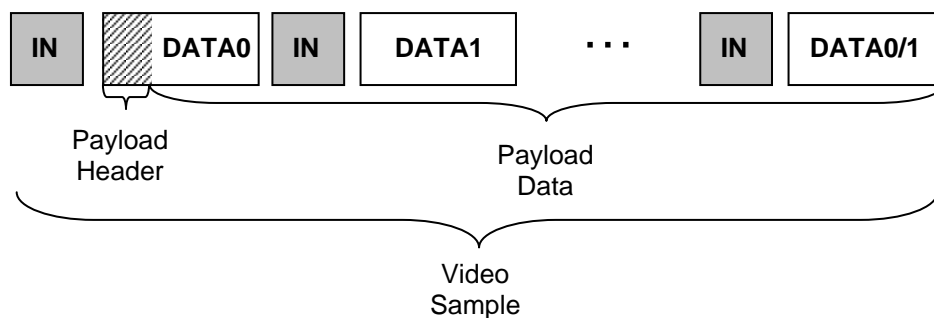 IN DATA0 IN DATA1 ... IN DATA0/1
Payload
Header
Payload
Data
Video
Sample